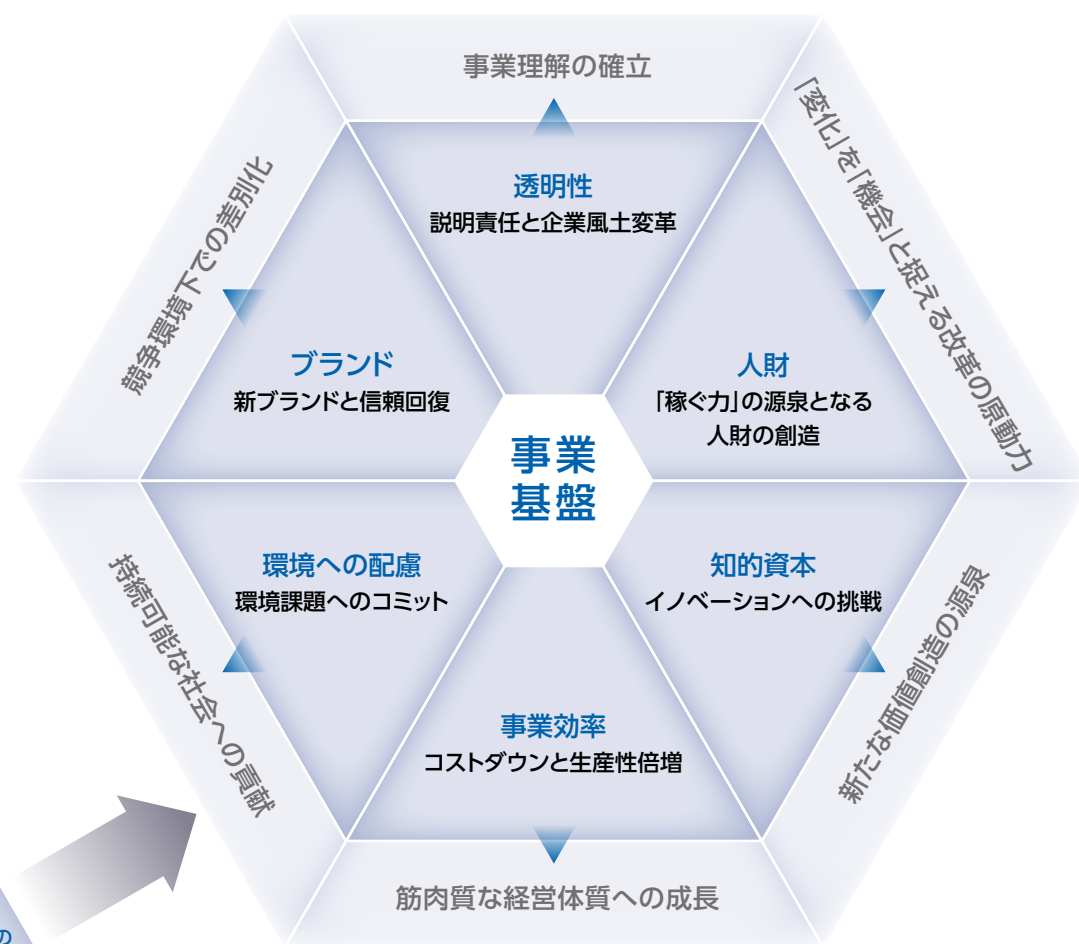 事業理解の確立
透明性
説明責任と企業風土変革
競争環境下での差別化
「変化」を「機会」と捉える改革の原動力
ブランド
新ブランドと信頼回復
人財
「稼ぐ力」の源泉となる
人財の創造
事業
基盤
環境への配慮
環境課題へのコミット
知的資本
イノベーションへの挑戦
持続可能な社会への貢献
新たな価値創造の源泉
事業効率
コストダウンと生産性倍増
筋肉質な経営体質への成長
の